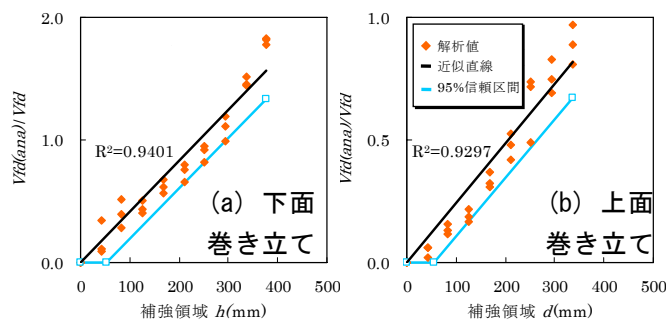 2.0
1.0
0.0
Vfd(ana)/Vfd
R²=0.9401
(a) 下面
巻き立て
0 100 200 300 400 500
補強領域 h(mm)
1.0
0.5
0.0
Vfd(ana)/Vfd
解析値
近似直線
95%信頼区間
R²=0.9297
(b) 上面
巻き立て
0 100 200 300 400 500
補強領域 d(mm)